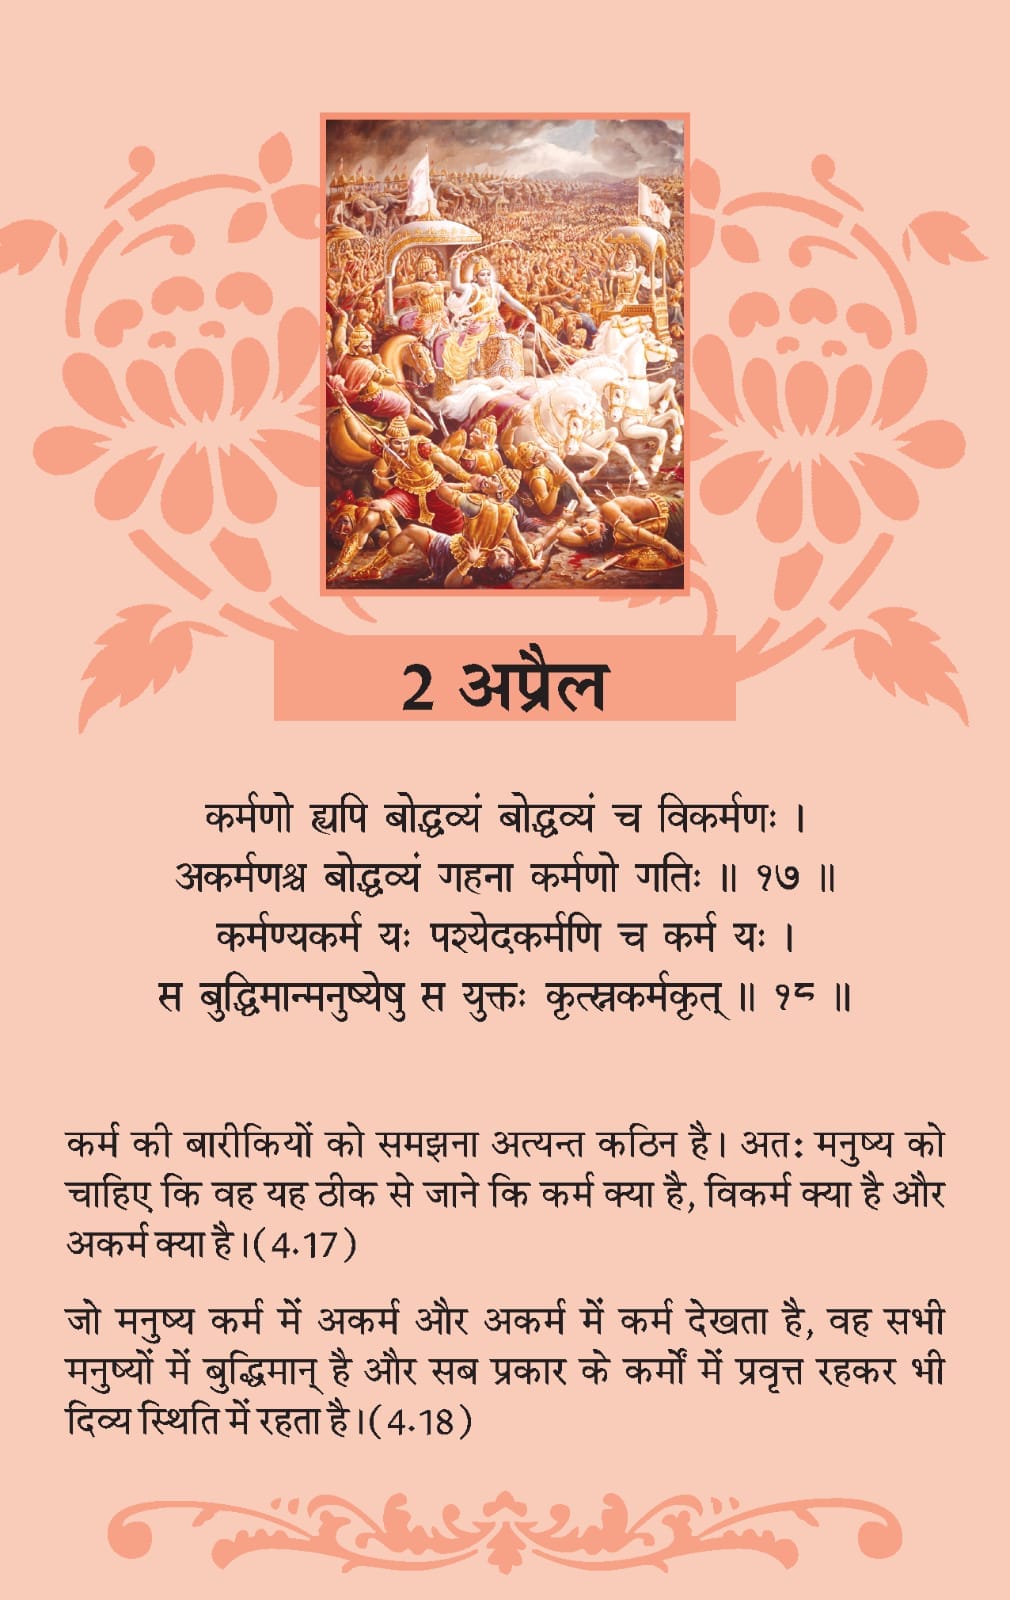 2 अप्रैल
कर्मणो ह्यपि बोद्धव्यं बोद्धव्यं च विकर्मणः ।
अकर्मणश्च बोद्धव्यं गहना कर्मणो गतिः ॥ १७ ॥
कर्मण्यकर्म यः पश्येदकर्मणि च कर्म यः ।
स बुद्धिमान्मनुष्येषु स युक्तः कृत्स्नकर्मकृत् ॥ १८ ॥
कर्म की बारीकियों को समझना अत्यन्त कठिन है। अतः मनुष्य को
चाहिए कि वह यह ठीक से जाने कि कर्म क्या है, विकर्म क्या है और
अकर्म क्या है।(4.17)
जो मनुष्य कर्म में अकर्म और अकर्म में कर्म देखता है, वह सभी
मनुष्यों में बुद्धिमान् है और सब प्रकार के कर्मों में प्रवृत्त रहकर भी
दिव्य स्थिति में रहता है।(4.18)